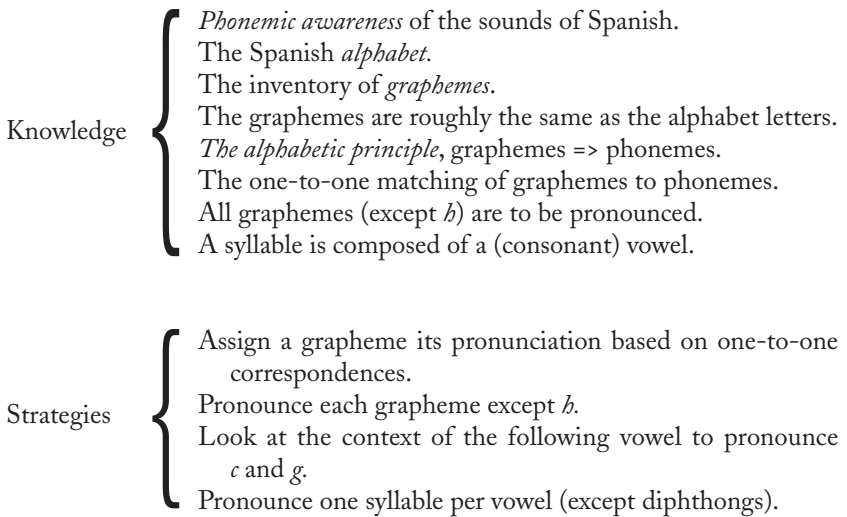 Phonemic awareness of the sounds of Spanish.
The Spanish alphabet.
The inventory of graphemes.
The graphemes are roughly the same as the alphabet letters.
Knowledge
The alphabetic principle, graphemes => phonemes.
The one-to-one matching of graphemes to phonemes.
All graphemes (except h) are to be pronounced.
A syllable is composed of a (consonant) vowel.
Assign a grapheme its pronunciation based on one-to-one
correspondences.
Pronounce each grapheme except h.
Strategies
Look at the context of the following vowel to pronounce
c and g.
Pronounce one syllable per vowel (except diphthongs).